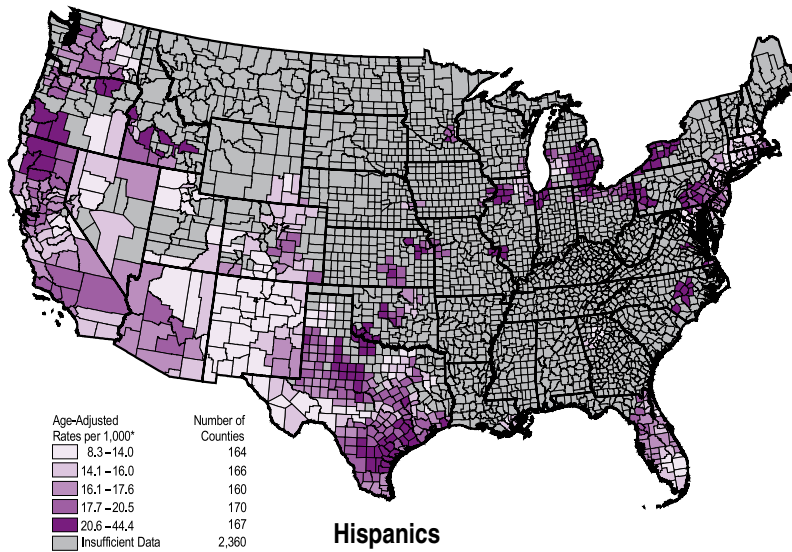 Age-Adjusted Number of
Rates per 1,000* Counties
8.3–14.0 164
14.1–16.0 166
16.1–17.6 160
17.7–20.5 170
20.6–44.4 167
Insufficient Data 2,360
Hispanics